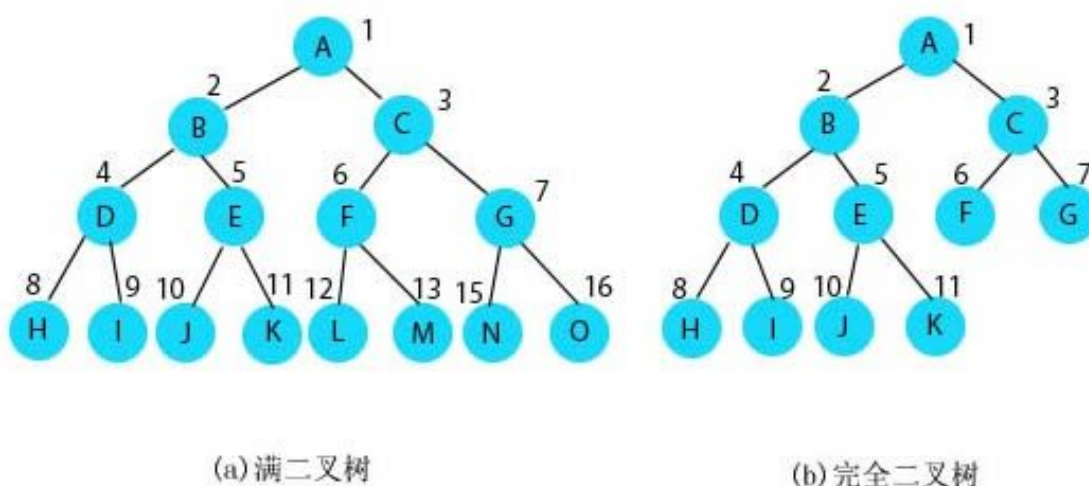 A 1 A 1
2 B C 3 2 B C 3
4 D 5 E 6 F G 7 4 D 5 E 6 F 7 G
8 H 9 I 10 J 11 K 12 L 13 M 15 N 16 O 8 H 9 I 10 J 11 K
(a)满二叉树 (b)完全二叉树